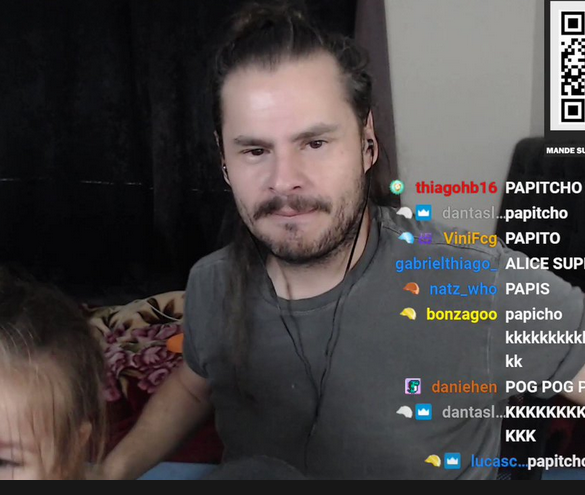 MANDE SU
thiagohb16 PAPITCHO
dantasl...papitcho
ViniFcg PAPITO
gabrielthiago_ ALICE SUP
natz_who PAPIS
bonzagoo papicho
kkkkkkkkkk
kk
daniehen POG POG P
dantasl...KKKKKKKK
KKK
lucasc...papitcho